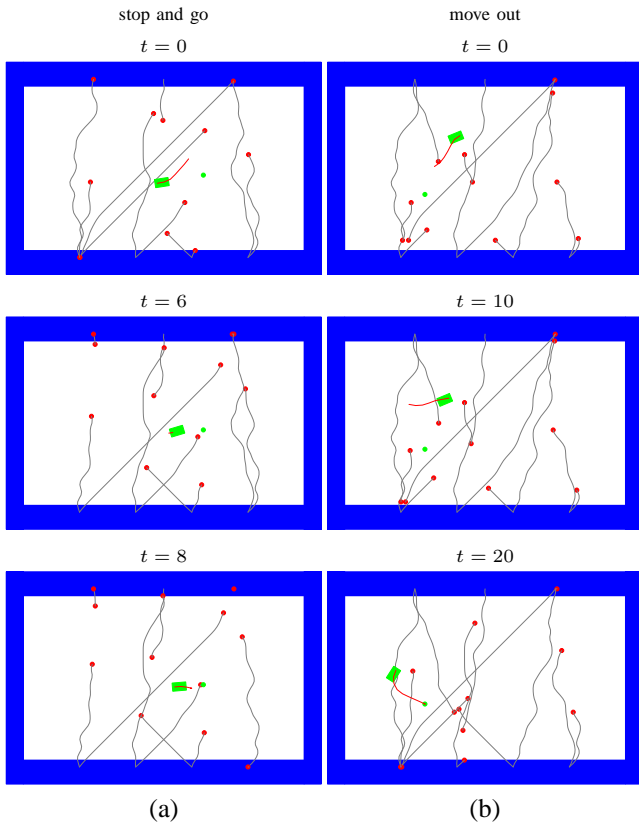 stop and go
move out
t = 0
t = 0
t = 6
t = 10
t = 8
t = 20
(a)
(b)